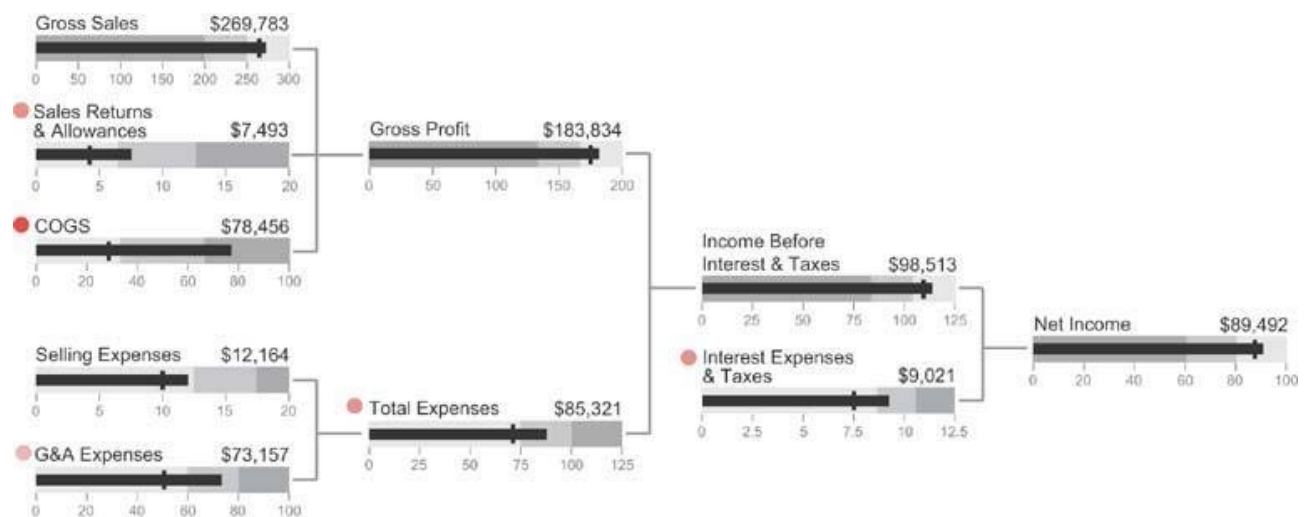 Gross Sales $269,783
0 50 100 150 200 250 300
Sales Returns
& Allowances $7,493
0 5 10 15 20
COGS $78,456
0 20 40 60 80 100
Gross Profit $183,834
0 50 100 150 200
Selling Expenses $12,164
0 5 10 15 20
G&A Expenses $73,157
0 20 40 60 80 100
Total Expenses $85,321
0 25 50 75 100 125
Income Before
Interest & Taxes $98,513
0 25 50 75 100 125
Interest Expenses
& Taxes $9,021
0 2.5 5 7.5 10 12.5
Net Income $89,492
0 20 40 60 80 100